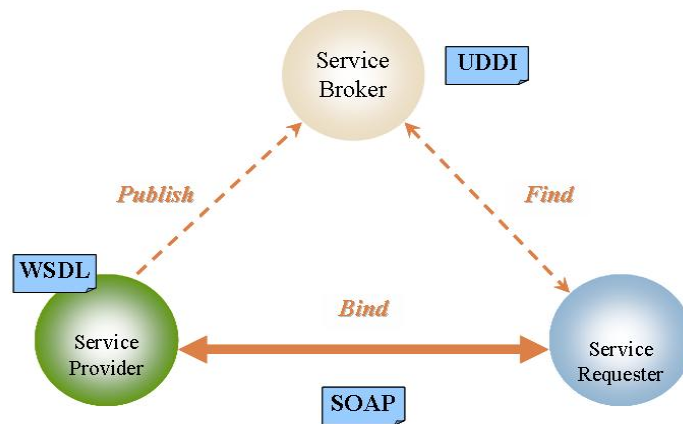 Service
Broker
UDDI
Publish
Find
WSDL
Service
Provider
Bind
Service
Requester
SOAP